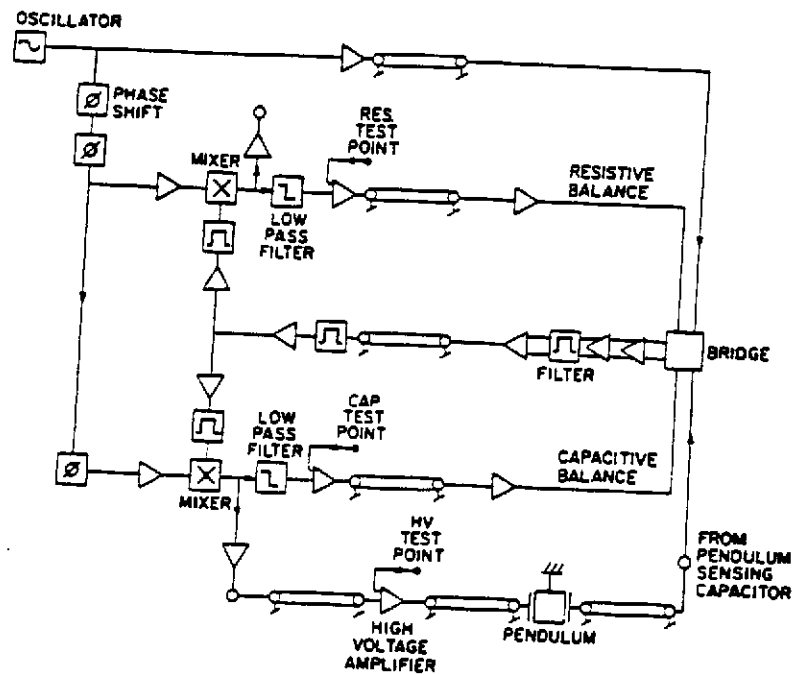 OSCILLATOR
PHASE
SHIFT
MIXER
RES.
TEST
POINT
LOW
PASS
FILTER
RESISTIVE
BALANCE
FILTER
BRIDGE
LOW
PASS
FILTER
CAP
TEST
POINT
MIXER
CAPACITIVE
BALANCE
HV
TEST
POINT
HIGH
VOLTAGE
AMPLIFIER
PENDULUM
FROM
PENDULUM
SENSING
CAPACITOR